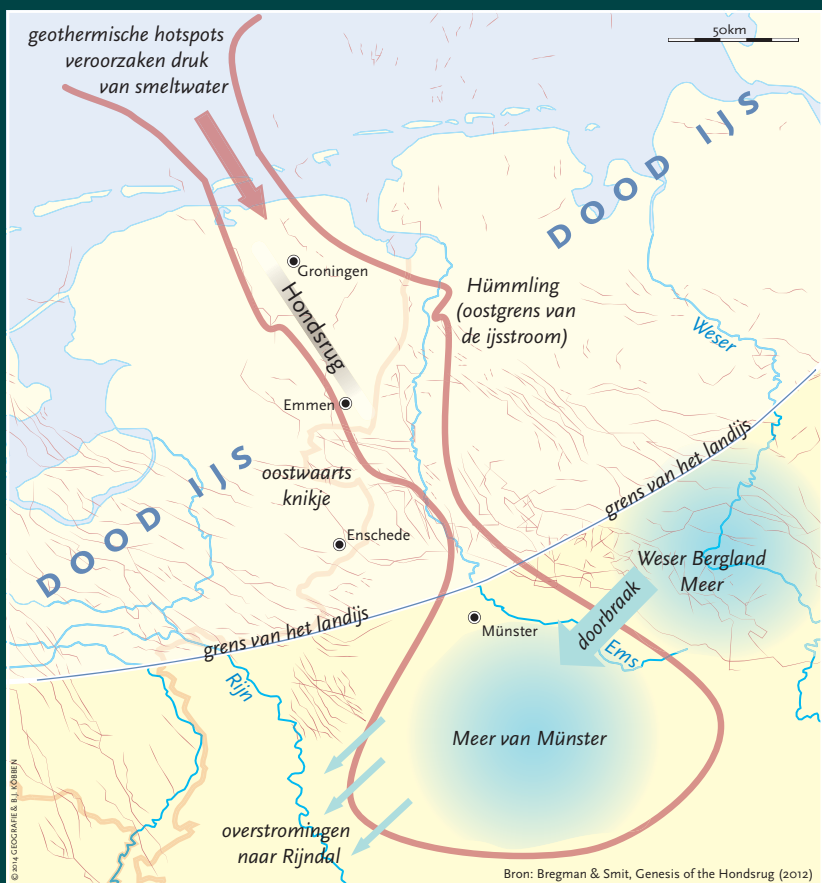 geothermische hotspots
veroorzaken druk
van smeltwater
50km
DOOD IJS
Groningen
Hondsrug
Hümmling
(oostgrens van
de ijsstroom)
Weser
Emmen
oostwaarts
knikje
DOOD IJS
Enschede
grens van het landijs
Weser Bergland
Meer
doorbraak
Münster
Ems
grens van het landijs
Rijn
Meer van Münster
overstromingen
naar Rijndal
© 2014 GEOGRAFIE & B.J. KÖBBEN
Bron: Bregman & Smit, Genesis of the Hondsrug (2012)